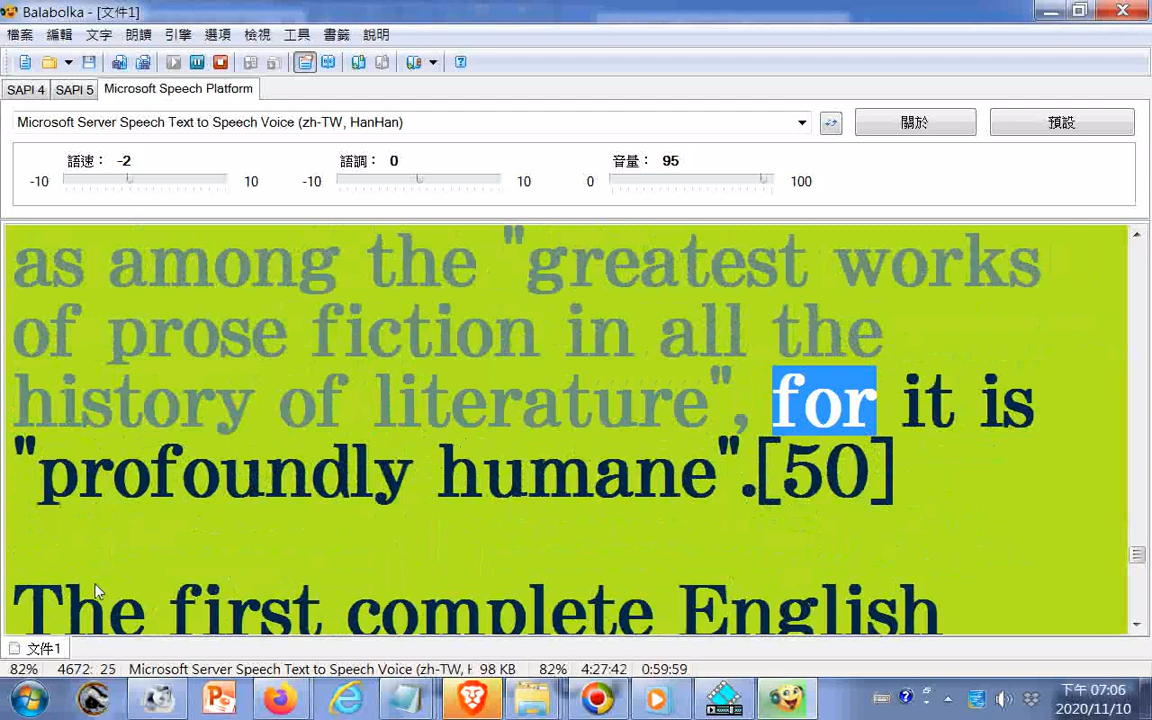 Balabolka - [文件1]
檔案 編輯 文字 朗讀 引擎 選項 檢視 工具 書籤 說明
SAPI 4 SAPI 5 Microsoft Speech Platform
Microsoft Server Speech Text to Speech Voice (zh-TW, HanHan) 關於 預設
語速： -2 語調： 0 音量： 95
-10 10 -10 10 0 100
as among the "greatest works
of prose fiction in all the
history of literature", for it is
"profoundly humane".[50]
The first complete English
文件1
82% 4672: 25 Microsoft Server Speech Text to Speech Voice (zh-TW, 98 KB 82% 4:27:42 0:59:59
下午 07:06
2020/11/10